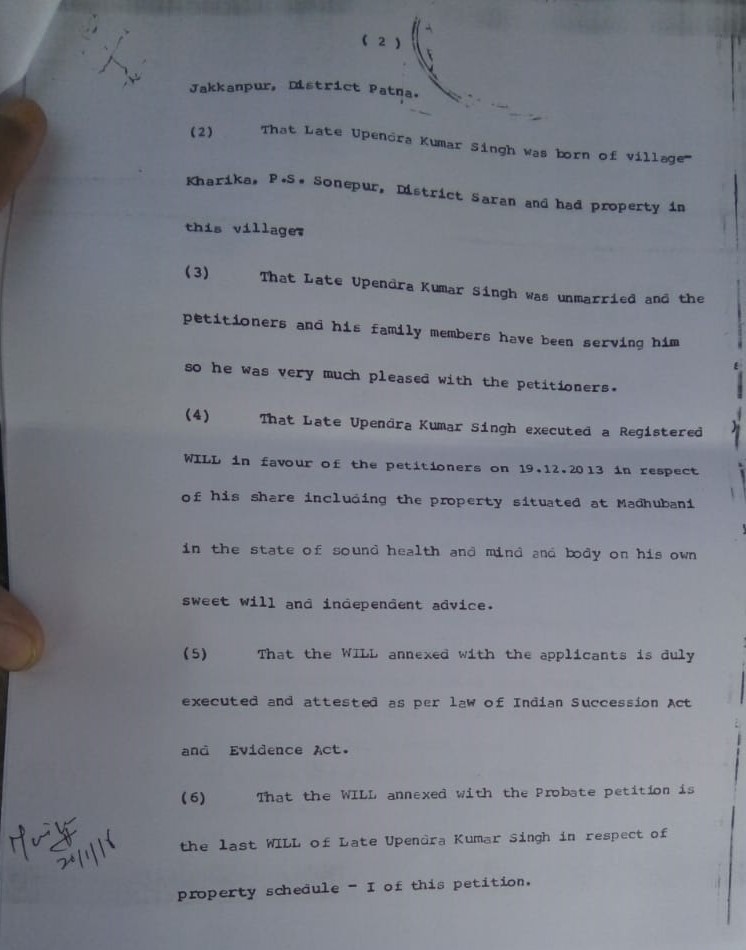 ( 2 )
Jakkanpur, District Patna.
(2) That Late Upendra Kumar Singh was born of village-
Kharika, P.S. Sonepur, District Saran and had property in
this village.
(3) That Late Upendra Kumar Singh was unmarried and the
petitioners and his family members have been serving him
so he was very much pleased with the petitioners.
(4) That Late Upendra Kumar Singh executed a Registered
WILL in favour of the petitioners on 19.12.2013 in respect
of his share including the property situated at Madhubani
in the state of sound health and mind and body on his own
sweet will and independent advice.
(5) That the WILL annexed with the applicants is duly
executed and attested as per law of Indian Succession Act
and Evidence Act.
(6) That the WILL annexed with the Probate petition is
the last WILL of Late Upendra Kumar Singh in respect of
property schedule - I of this petition.